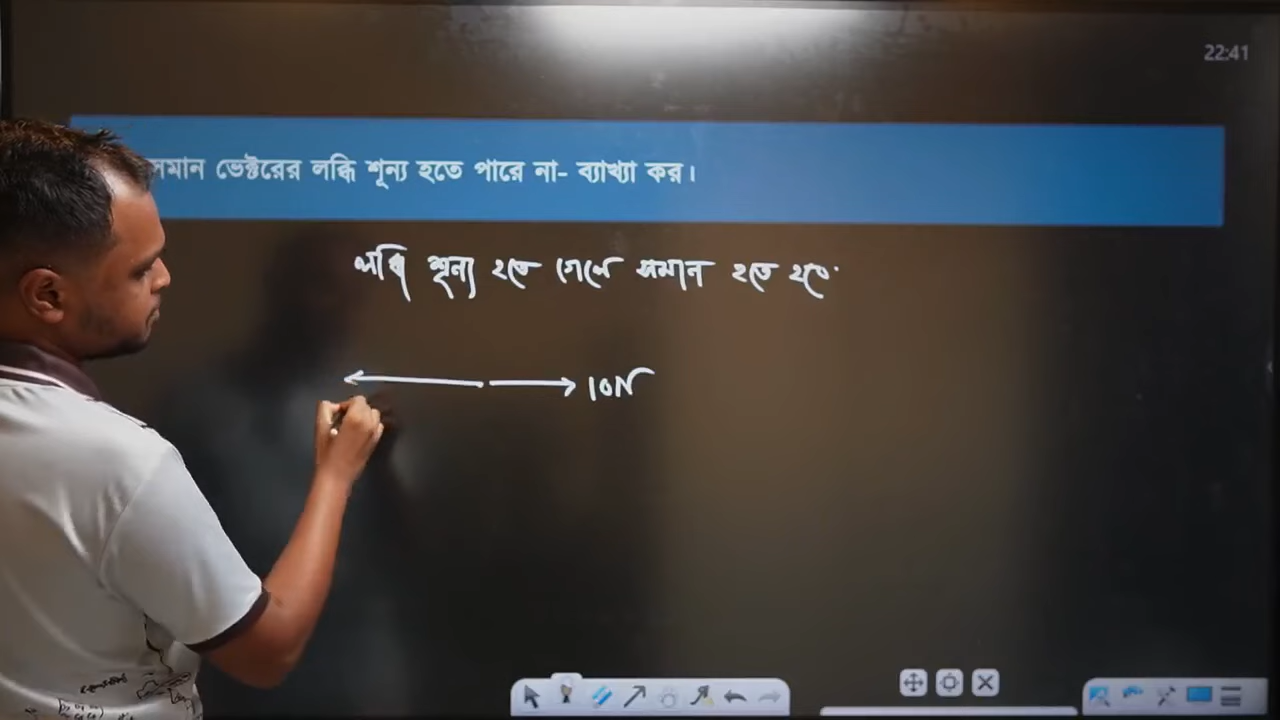 22:41
সমান ভেক্টরের লব্ধি শূন্য হতে পারে না- ব্যাখ্যা কর।
লব্ধি শূন্য হতে গেলে সমান হতে হবে
10N